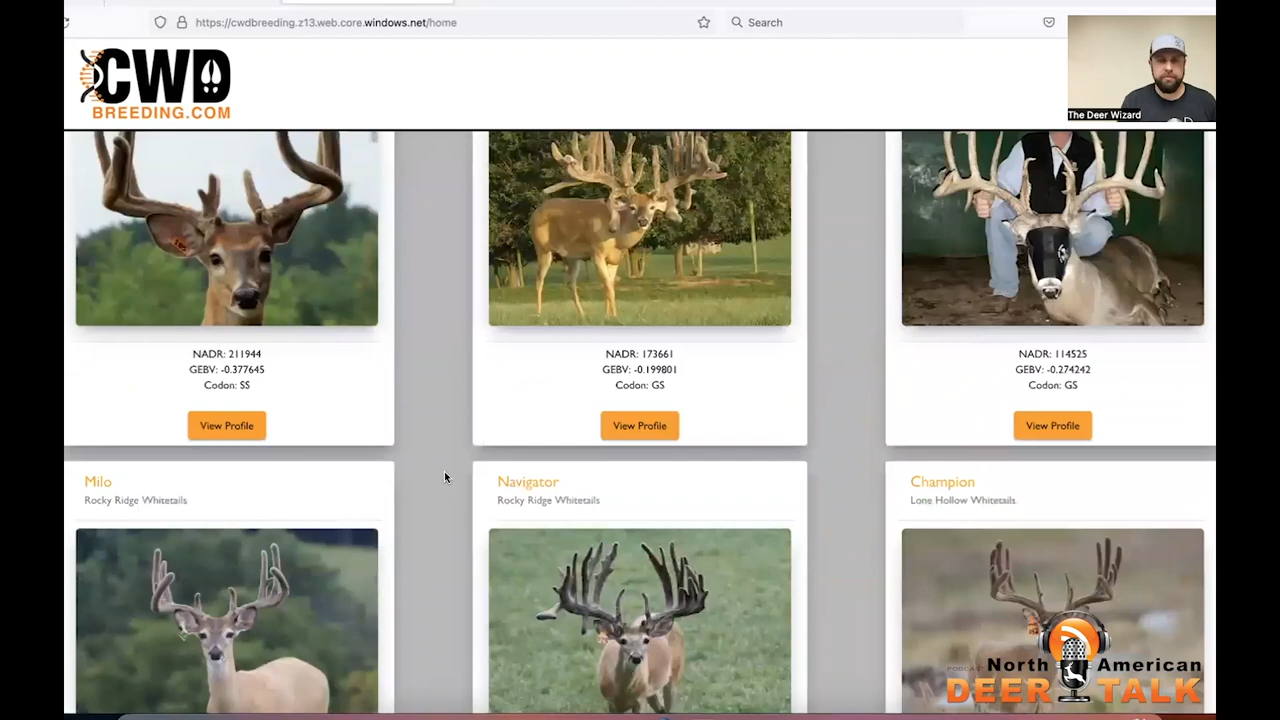 https://cwdbreeding.z13.web.core.windows.net/home
Search
CWD
BREEDING.COM
The Deer Wizard
NADR: 211944
GEBV: -0.377645
Codon: SS
View Profile
NADR: 173661
GEBV: -0.199801
Codon: GS
View Profile
NADR: 114525
GEBV: -0.274242
Codon: GS
View Profile
Milo
Rocky Ridge Whitetails
Navigator
Rocky Ridge Whitetails
Champion
Lone Hollow Whitetails
PODCAST North American
DEER TALK